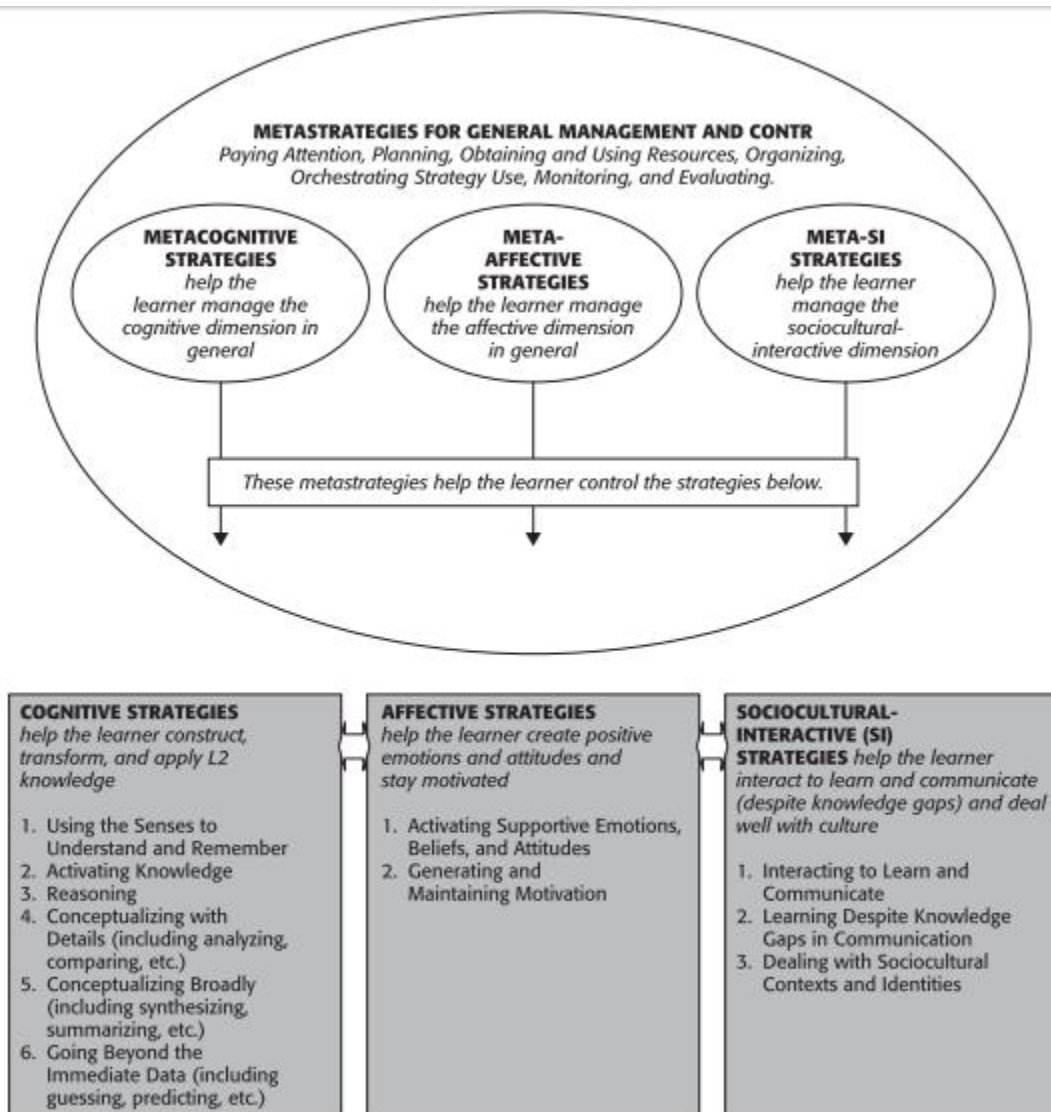 METASTRATEGIES FOR GENERAL MANAGEMENT AND CONTR
Paying Attention, Planning, Obtaining and Using Resources, Organizing,
Orchestrating Strategy Use, Monitoring, and Evaluating.
METACOGNITIVE
STRATEGIES
help the
learner manage the
cognitive dimension in
general
META-
AFFECTIVE
STRATEGIES
help the learner manage
the affective dimension
in general
META-SI
STRATEGIES
help the learner
manage the
sociocultural-
interactive dimension
These metastrategies help the learner control the strategies below.
COGNITIVE STRATEGIES
help the learner construct,
transform, and apply L2
knowledge
1. Using the Senses to
Understand and Remember
2. Activating Knowledge
3. Reasoning
4. Conceptualizing with
Details (including analyzing,
comparing, etc.)
5. Conceptualizing Broadly
(including synthesizing,
summarizing, etc.)
6. Going Beyond the
Immediate Data (including
guessing, predicting, etc.)
AFFECTIVE STRATEGIES
help the learner create positive
emotions and attitudes and
stay motivated
1. Activating Supportive Emotions,
Beliefs, and Attitudes
2. Generating and
Maintaining Motivation
SOCIOCULTURAL-
INTERACTIVE (SI)
STRATEGIES help the learner
interact to learn and communicate
(despite knowledge gaps) and deal
well with culture
1. Interacting to Learn and
Communicate
2. Learning Despite Knowledge
Gaps in Communication
3. Dealing with Sociocultural
Contexts and Identities